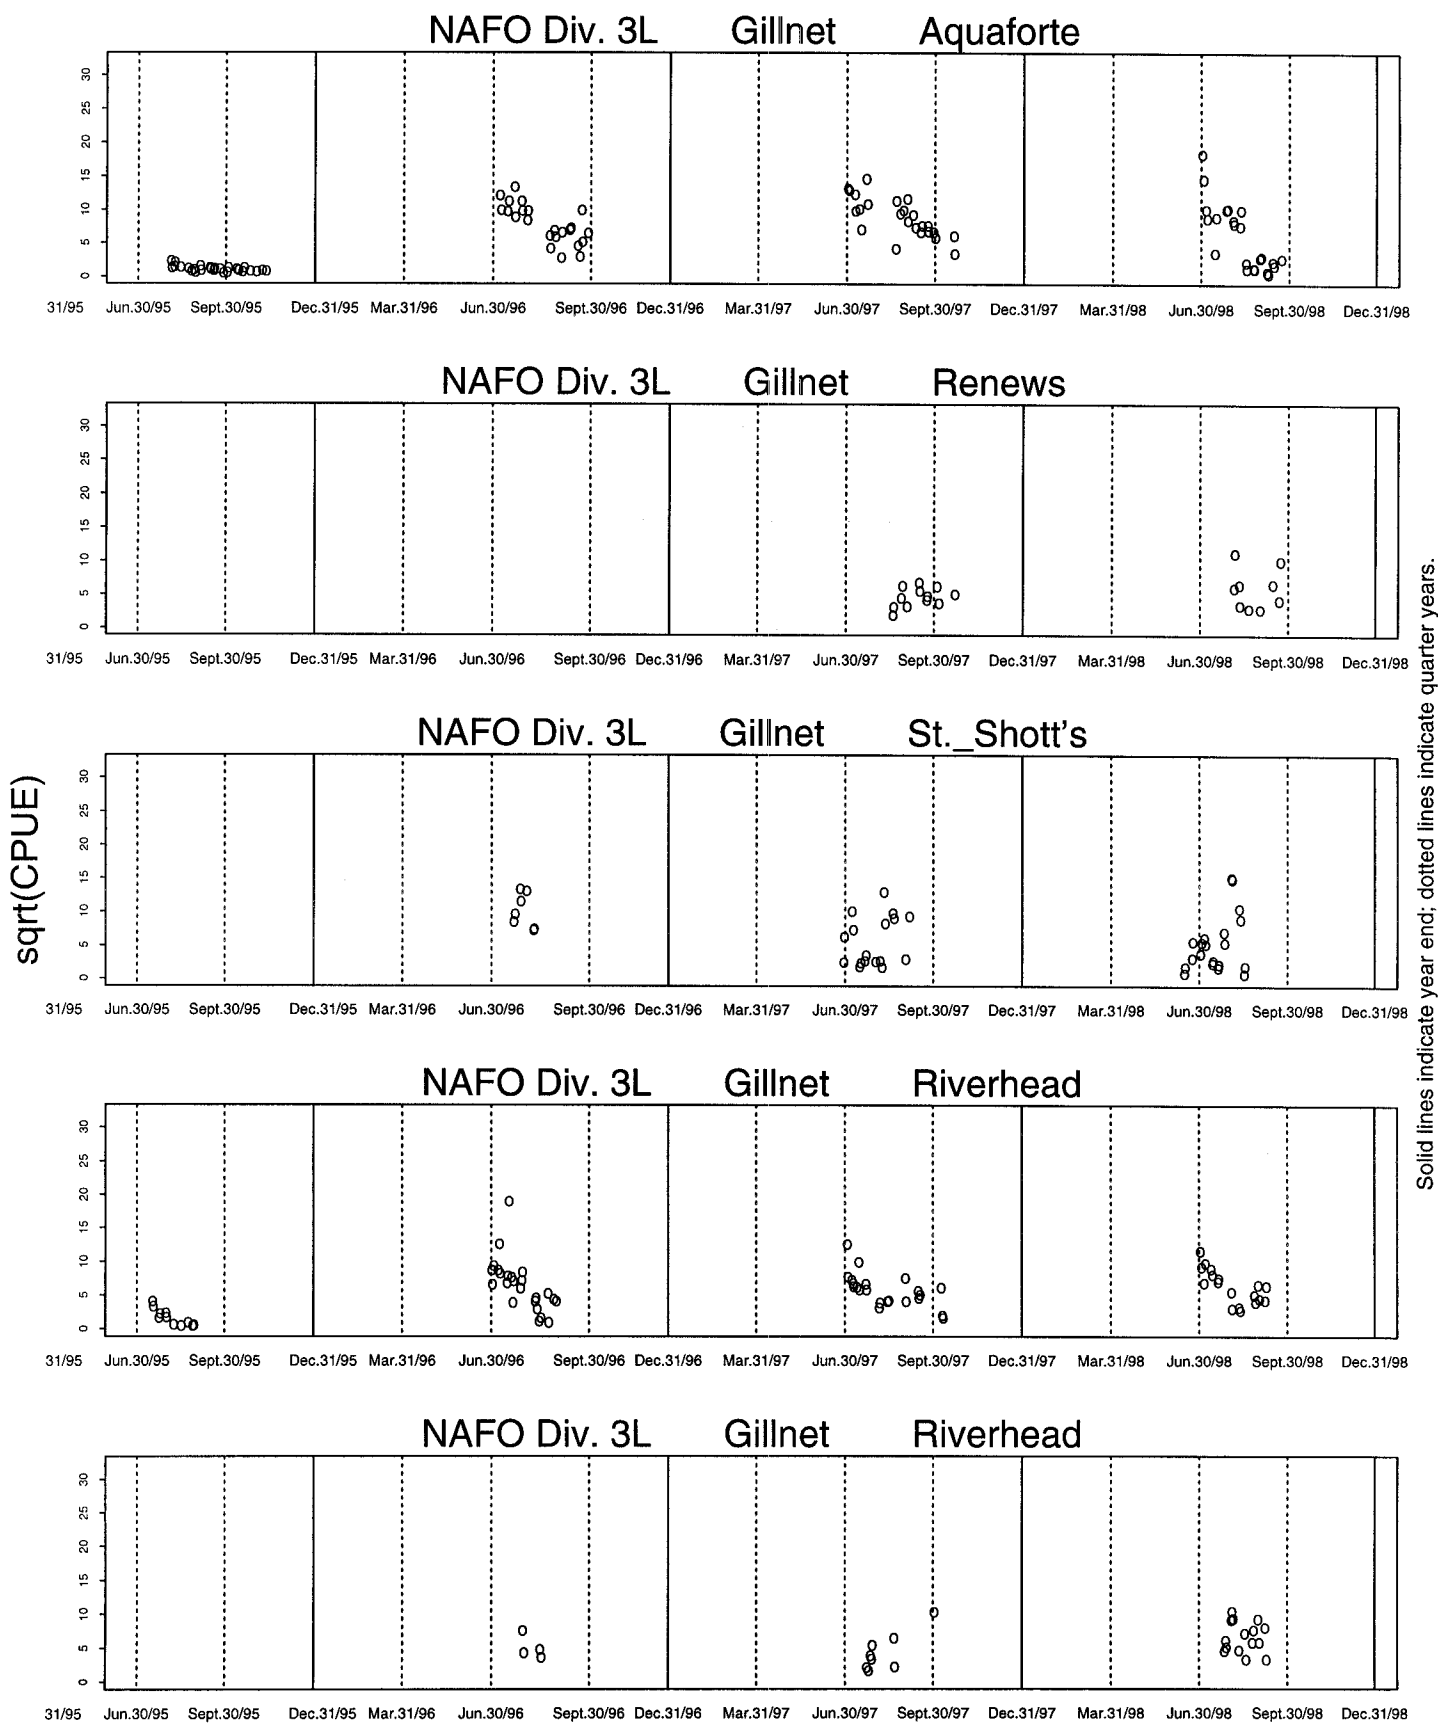 NAFO Div. 3L Gillnet Aquaforte
30
25
20
15
10
5
0
31/95 Jun.30/95 Sept.30/95 Dec.31/95 Mar.31/96 Jun.30/96 Sept.30/96 Dec.31/96 Mar.31/97 Jun.30/97 Sept.30/97 Dec.31/97 Mar.31/98 Jun.30/98 Sept.30/98 Dec.31/98
NAFO Div. 3L Gillnet Renews
30
25
20
15
10
5
0
31/95 Jun.30/95 Sept.30/95 Dec.31/95 Mar.31/96 Jun.30/96 Sept.30/96 Dec.31/96 Mar.31/97 Jun.30/97 Sept.30/97 Dec.31/97 Mar.31/98 Jun.30/98 Sept.30/98 Dec.31/98
NAFO Div. 3L Gillnet St._Shott's
sqrt(CPUE)
30
25
20
15
10
5
0
31/95 Jun.30/95 Sept.30/95 Dec.31/95 Mar.31/96 Jun.30/96 Sept.30/96 Dec.31/96 Mar.31/97 Jun.30/97 Sept.30/97 Dec.31/97 Mar.31/98 Jun.30/98 Sept.30/98 Dec.31/98
NAFO Div. 3L Gillnet Riverhead
30
25
20
15
10
5
0
31/95 Jun.30/95 Sept.30/95 Dec.31/95 Mar.31/96 Jun.30/96 Sept.30/96 Dec.31/96 Mar.31/97 Jun.30/97 Sept.30/97 Dec.31/97 Mar.31/98 Jun.30/98 Sept.30/98 Dec.31/98
NAFO Div. 3L Gillnet Riverhead
30
25
20
15
10
5
0
31/95 Jun.30/95 Sept.30/95 Dec.31/95 Mar.31/96 Jun.30/96 Sept.30/96 Dec.31/96 Mar.31/97 Jun.30/97 Sept.30/97 Dec.31/97 Mar.31/98 Jun.30/98 Sept.30/98 Dec.31/98
Solid lines indicate year end; dotted lines indicate quarter years.